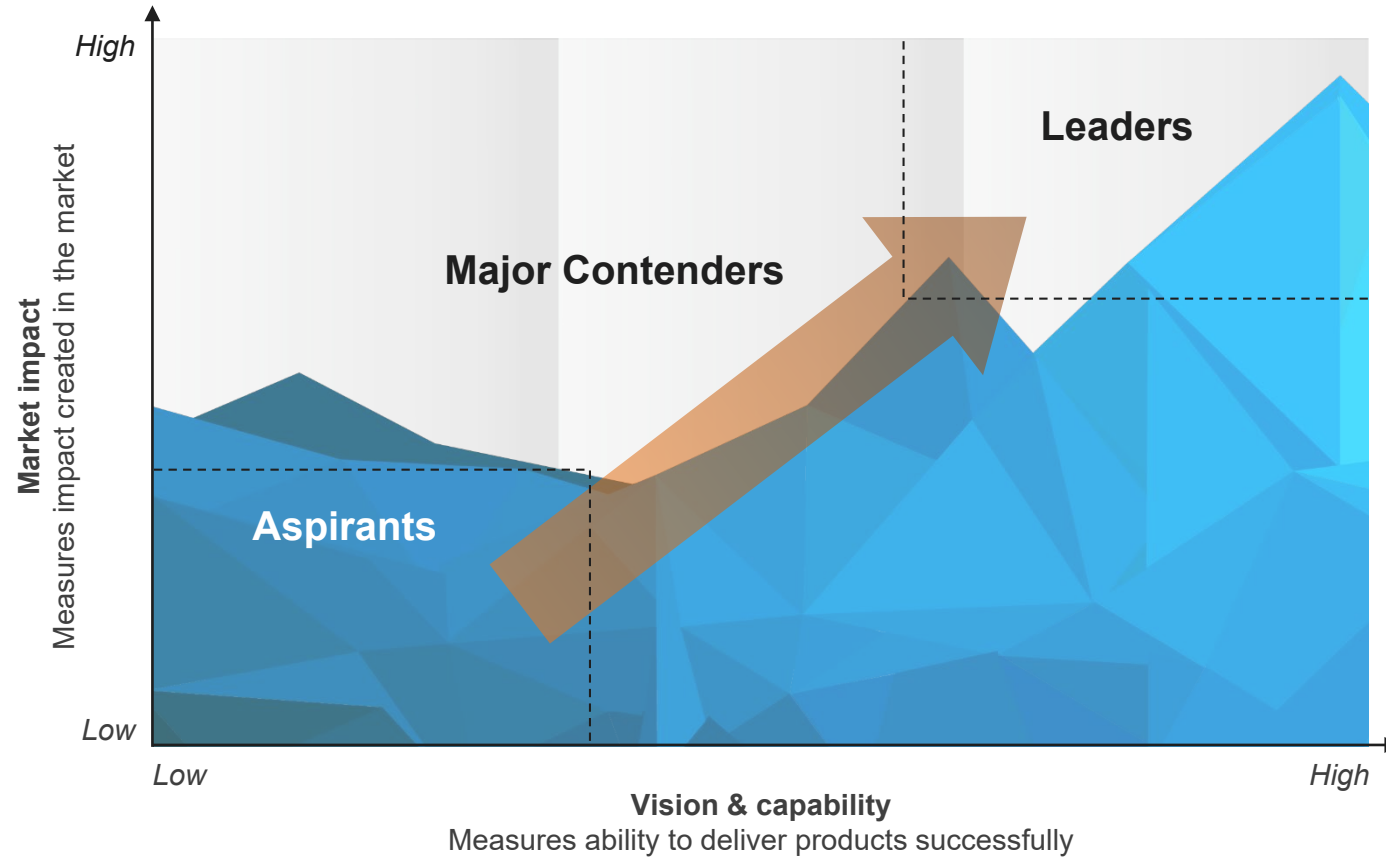 High
Leaders
Major Contenders
Market impact
Measures impact created in the market
Aspirants
Low
Low
High
Vision & capability
Measures ability to deliver products successfully